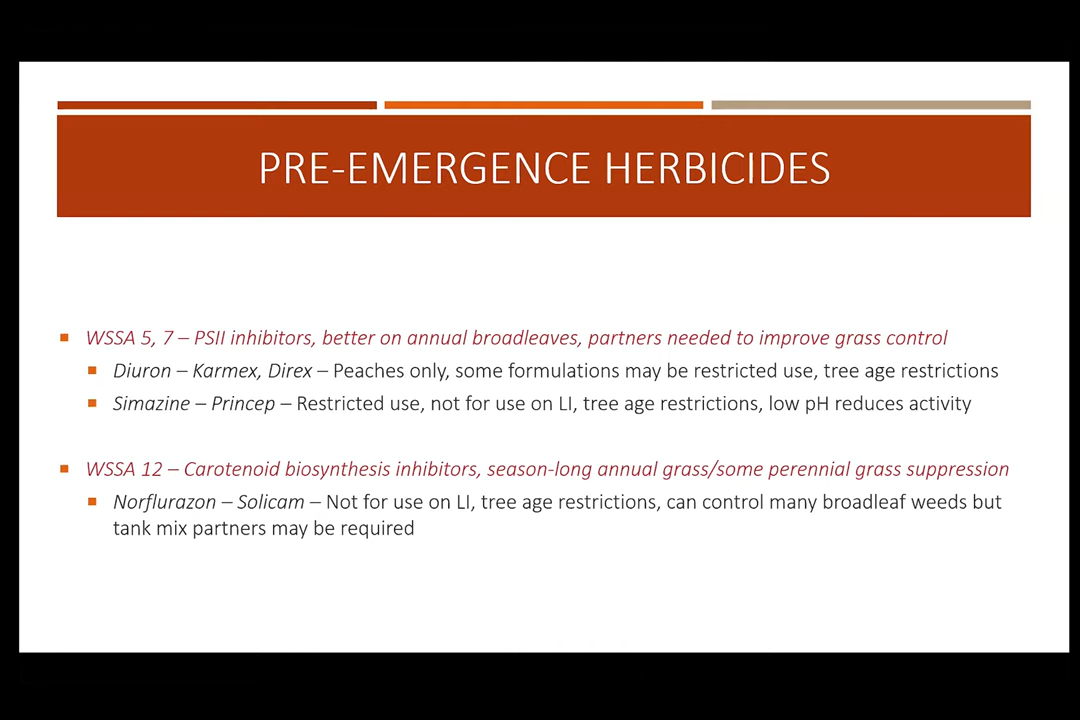 PRE-EMERGENCE HERBICIDES
WSSA 5, 7 – PSII inhibitors, better on annual broadleaves, partners needed to improve grass control
Diuron – Karmex, Direx – Peaches only, some formulations may be restricted use, tree age restrictions
Simazine – Princep – Restricted use, not for use on LI, tree age restrictions, low pH reduces activity
WSSA 12 – Carotenoid biosynthesis inhibitors, season-long annual grass/some perennial grass suppression
Norflurazon – Solicam – Not for use on LI, tree age restrictions, can control many broadleaf weeds but
tank mix partners may be required